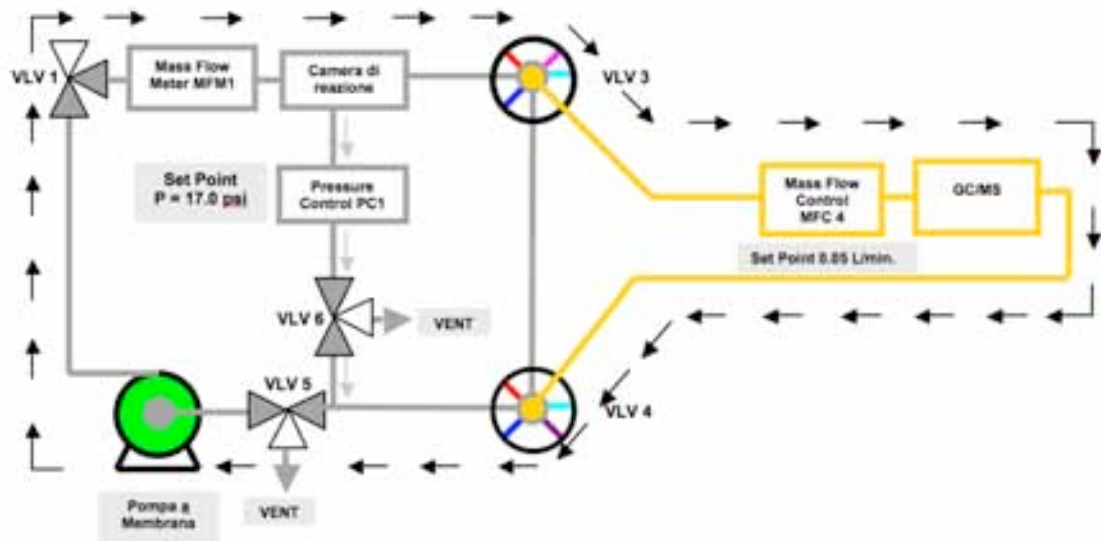 VLV 1
Mass Flow
Meter MFM1
Camera di
reazione
VLV 3
Set Point
P = 17.0 psi
Pressure
Control PC1
Mass Flow
Control
MFC 4
GC/MS
Set Point 0.05 L/min.
VLV 6
VENT
VLV 5
VLV 4
Pompa a
Membrana
VENT